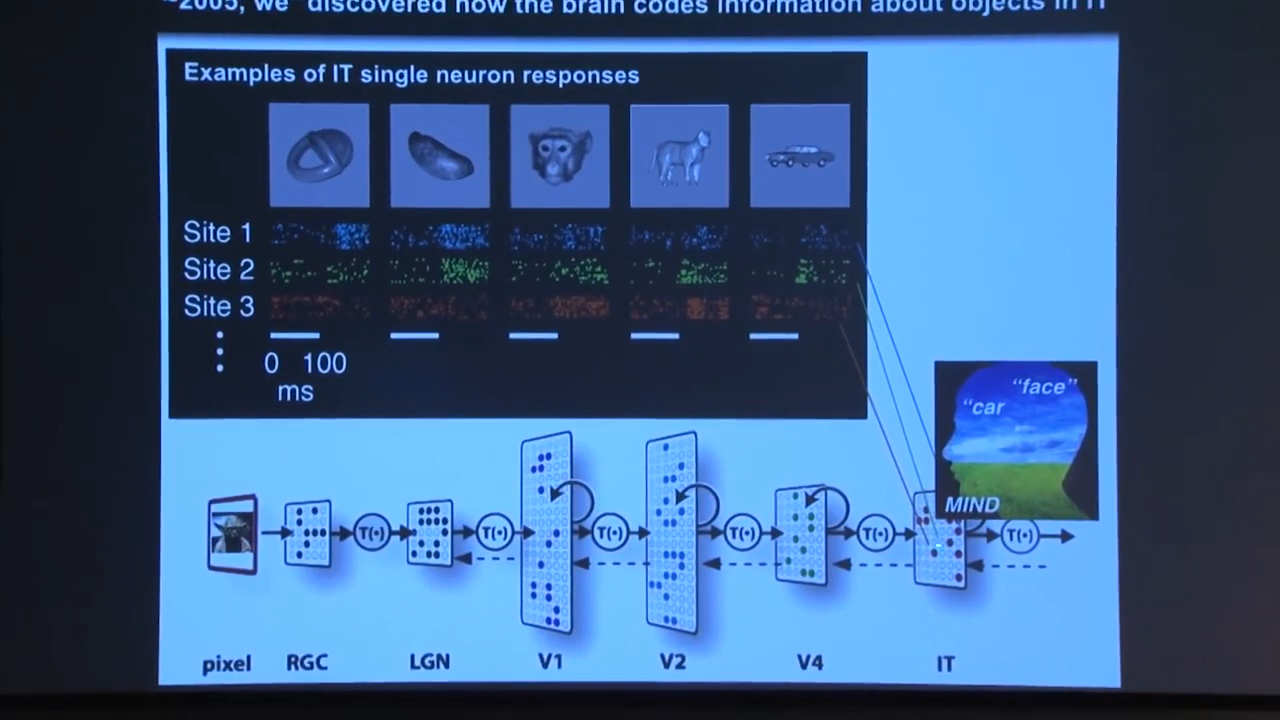 ~2005, we discovered how the brain codes information about objects in IT
Examples of IT single neuron responses
Site 1
Site 2
Site 3
0 100
ms
"face"
"car
MIND
T(•) T(•) T(•) T(•) T(•) T(•)
pixel RGC LGN V1 V2 V4 IT